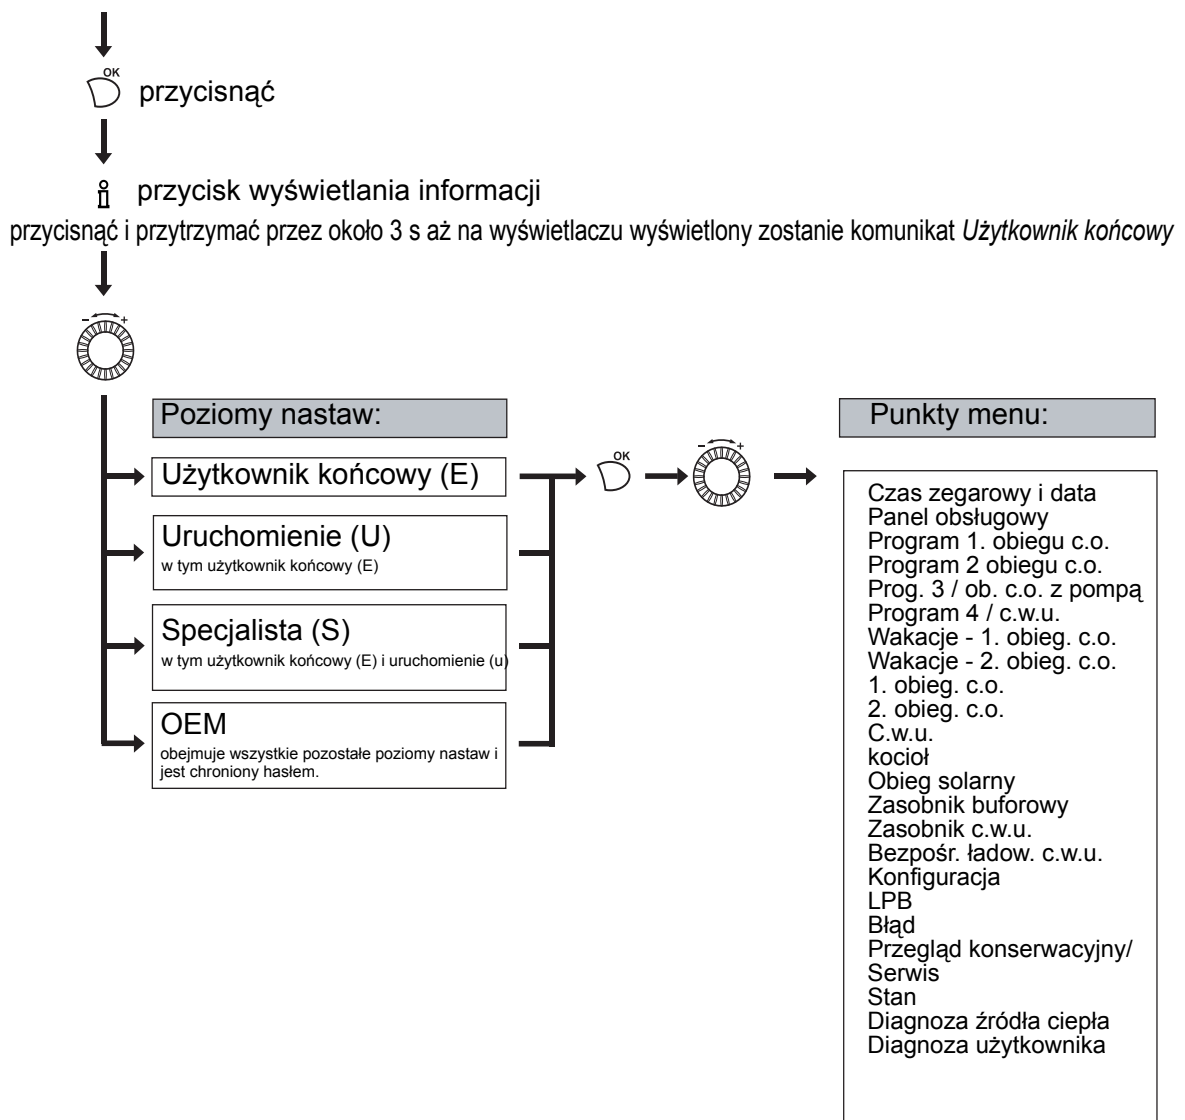 OK
przycisnąć
przycisk wyświetlania informacji
przycisnąć i przytrzymać przez około 3 s aż na wyświetlaczu wyświetlony zostanie komunikat Użytkownik końcowy
- +
Poziomy nastaw:
Użytkownik końcowy (E)
Uruchomienie (U)
w tym użytkownik końcowy (E)
Specjalista (S)
w tym użytkownik końcowy (E) i uruchomienie (u)
OEM
obejmuje wszystkie pozostałe poziomy nastaw i
jest chroniony hasłem.
OK
- +
Punkty menu:
Czas zegarowy i data
Panel obsługowy
Program 1. obiegu c.o.
Program 2 obiegu c.o.
Prog. 3 / ob. c.o. z pompą
Program 4 / c.w.u.
Wakacje - 1. obieg. c.o.
Wakacje - 2. obieg. c.o.
1. obieg. c.o.
2. obieg. c.o.
C.w.u.
kocioł
Obieg solarny
Zasobnik buforowy
Zasobnik c.w.u.
Bezpośr. ładow. c.w.u.
Konfiguracja
LPB
Błąd
Przegląd konserwacyjny/
Serwis
Stan
Diagnoza źródła ciepła
Diagnoza użytkownika